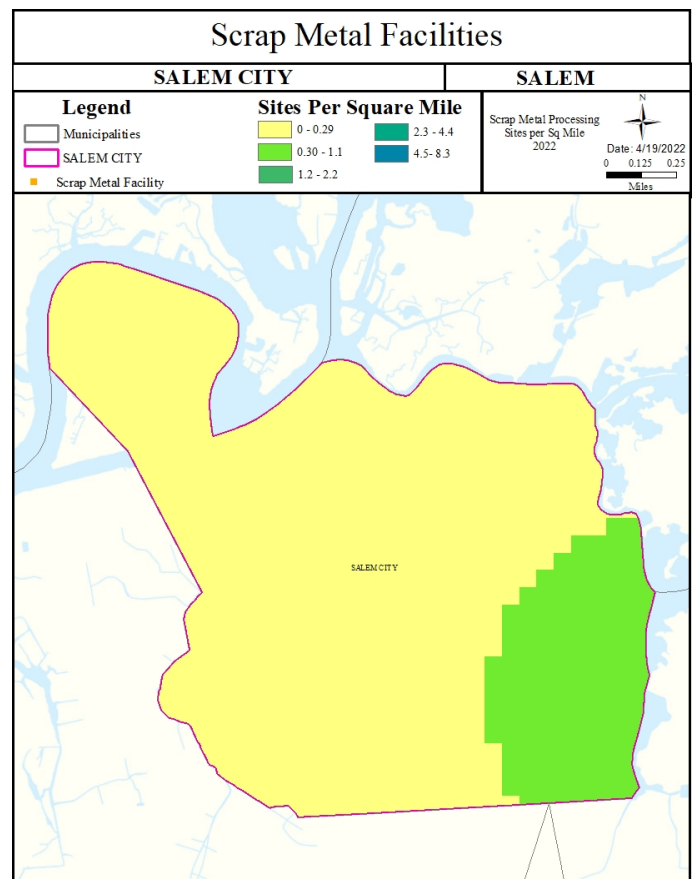 Scrap Metal Facilities
SALEM CITY
SALEM
Legend
Municipalities
SALEM CITY
Scrap Metal Facility
Sites Per Square Mile
0 - 0.29
0.30 - 1.1
1.2 - 2.2
2.3 - 4.4
4.5- 8.3
Scrap Metal Processing
Sites per Sq Mile
2022
N
Date: 4/19/2022
0 0.125 0.25
Miles
SALEM CITY